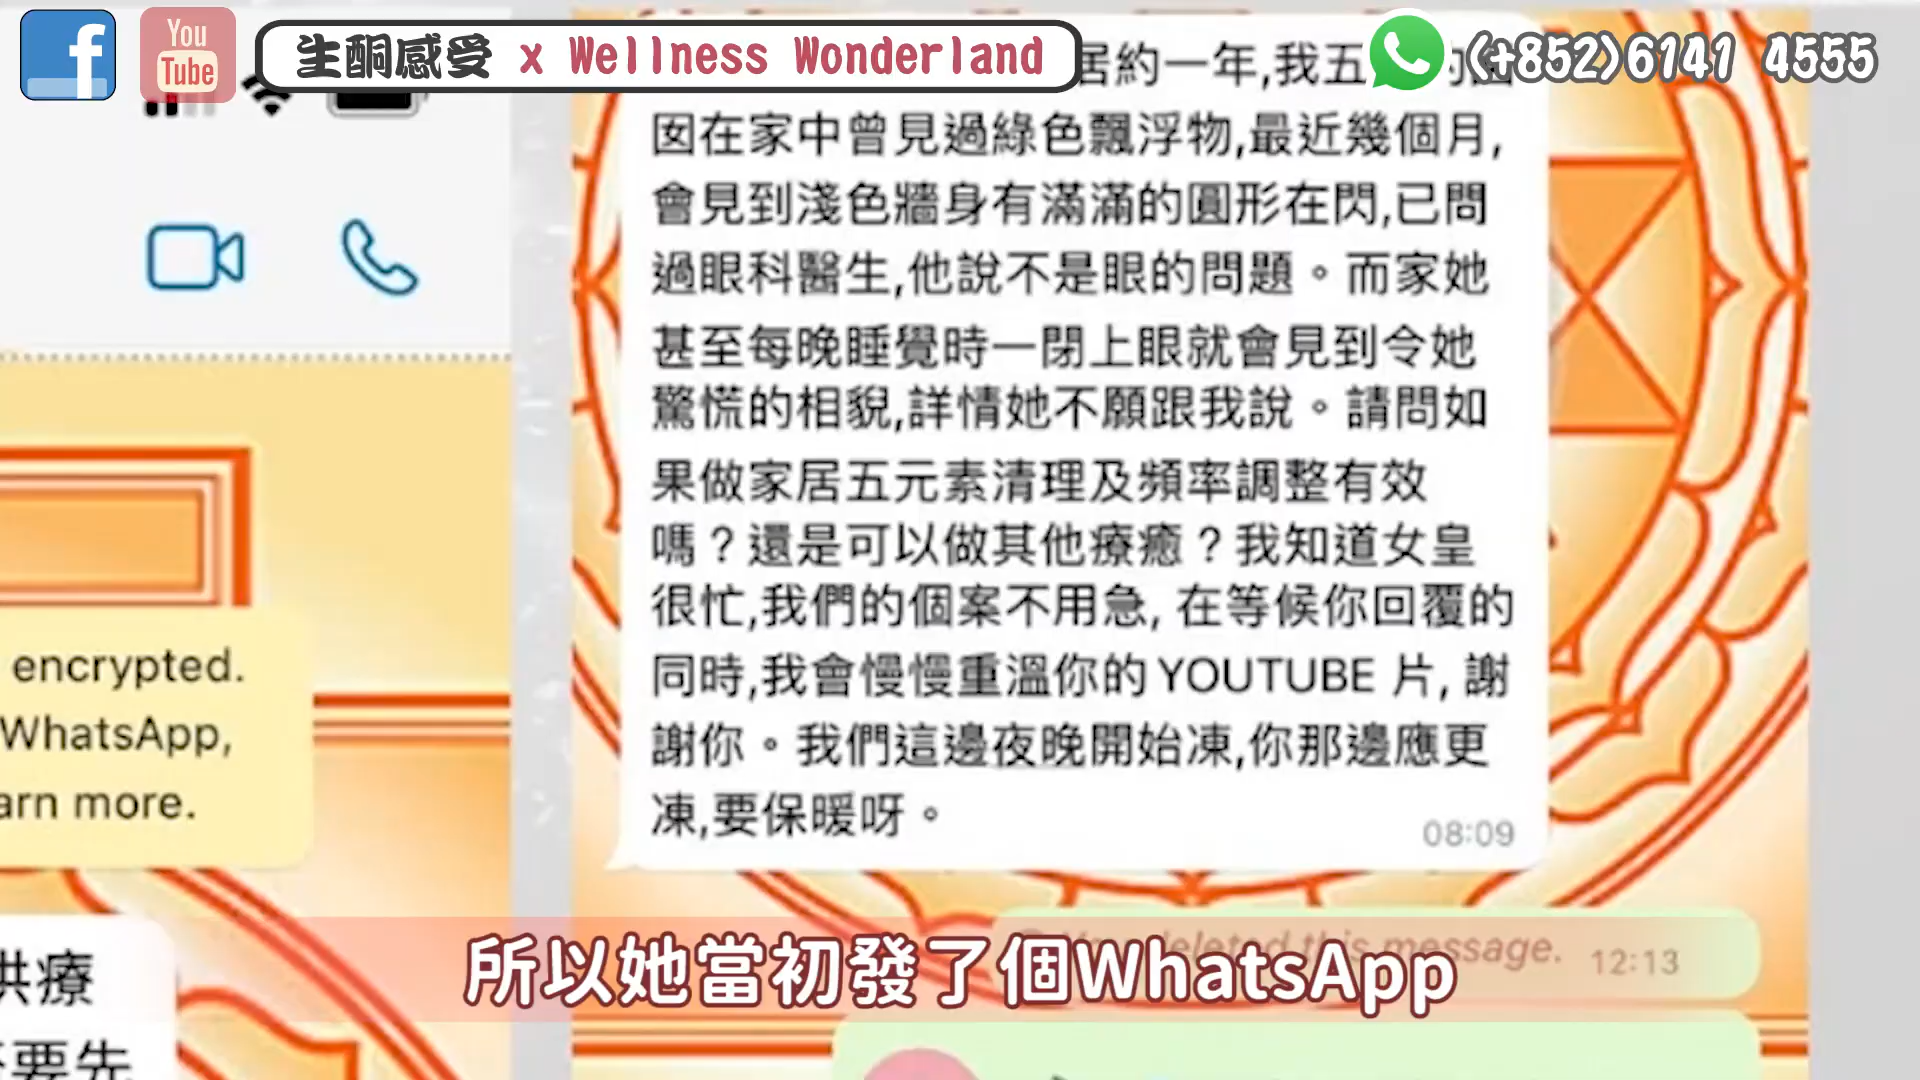 You
Tube
生酮感受 x Wellness Wonderland
(+852)6141 4555
居約一年,我五
囡在家中曾見過綠色飄浮物,最近幾個月,
會見到淺色牆身有滿滿的圓形在閃,已問
過眼科醫生,他說不是眼的問題。而家她
甚至每晚睡覺時一閉上眼就會見到令她
驚慌的相貌,詳情她不願跟我說。請問如
果做家居五元素清理及頻率調整有效
嗎?還是可以做其他療癒?我知道女皇
很忙,我們的個案不用急, 在等候你回覆的
同時,我會慢慢重溫你的 YOUTUBE 片, 謝
謝你。我們這邊夜晚開始凍,你那邊應更
凍,要保暖呀。
08:09
encrypted.
WhatsApp,
arn more.
供療
要先
You deleted this message. 12:13
所以她當初發了個WhatsApp